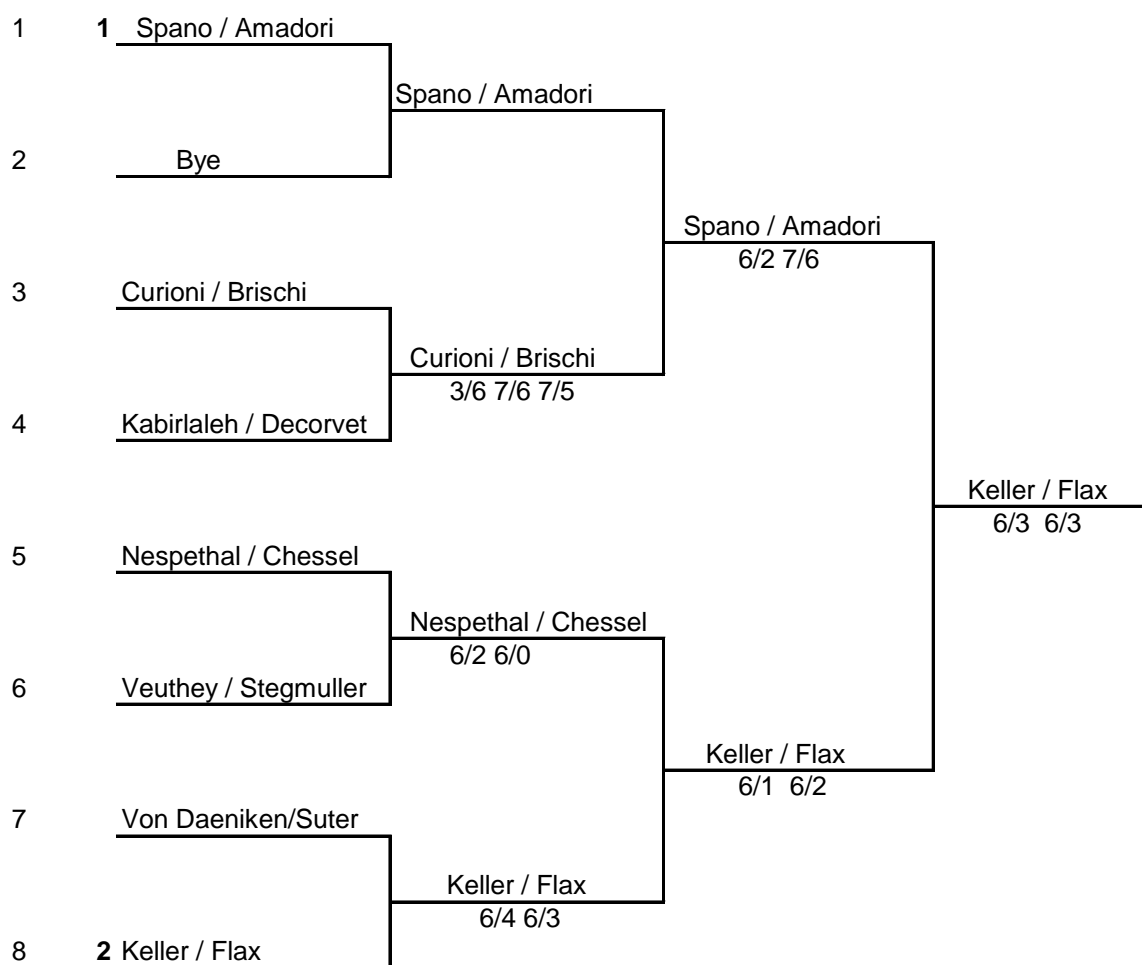 1 1 Spano / Amadori
Spano / Amadori
2 Bye
Spano / Amadori
6/2 7/6
3 Curioni / Brischi
Curioni / Brischi
3/6 7/6 7/5
4 Kabirlaleh / Decorvet
Keller / Flax
6/3 6/3
5 Nespethal / Chessel
Nespethal / Chessel
6/2 6/0
6 Veuthey / Stegmuller
Keller / Flax
6/1 6/2
7 Von Daeniken/Suter
Keller / Flax
6/4 6/3
8 2 Keller / Flax